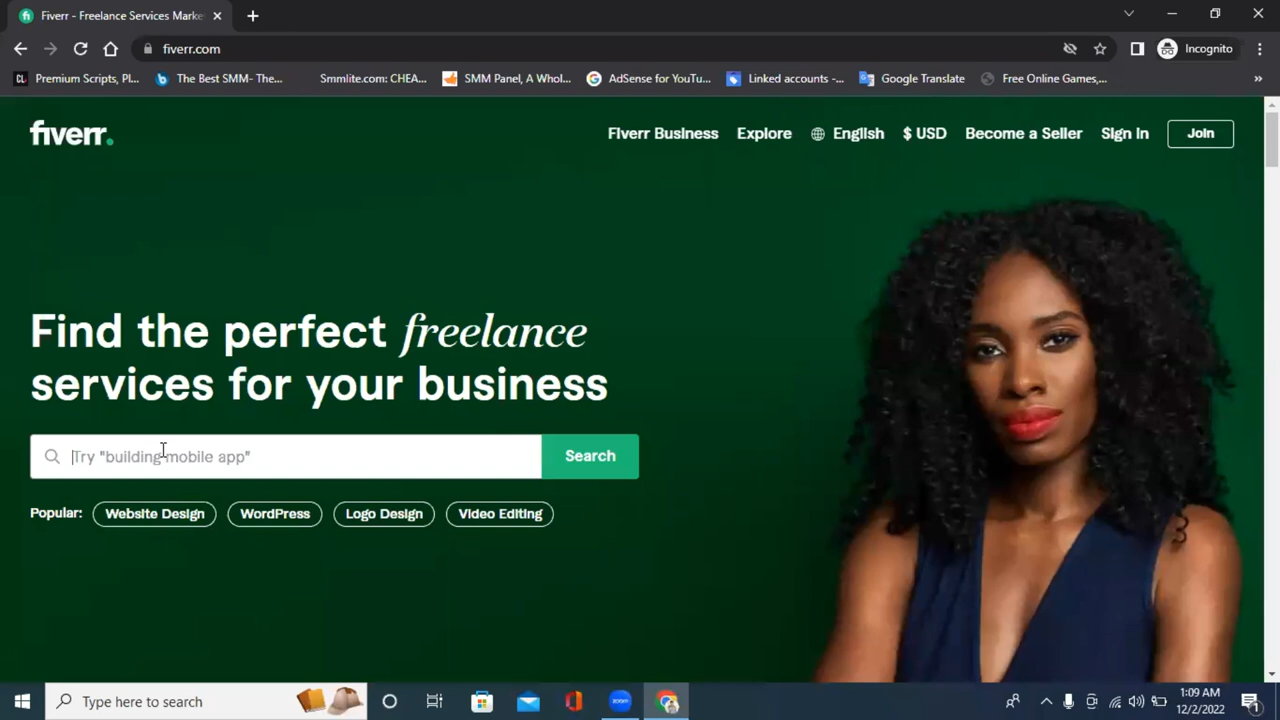 Fiverr - Freelance Services Marke
fiverr.com
Incognito
Premium Scripts, Pl...
The Best SMM- The...
Smmlite.com: CHEA...
SMM Panel, A Whol...
AdSense for YouTu...
Linked accounts -...
Google Translate
Free Online Games,...
fiverr.
Fiverr Business
Explore
English
$ USD
Become a Seller
Sign In
Join
Find the perfect freelance
services for your business
Try "building mobile app"
Search
Popular:
Website Design
WordPress
Logo Design
Video Editing
Type here to search
zoom
1:09 AM
12/2/2022
1